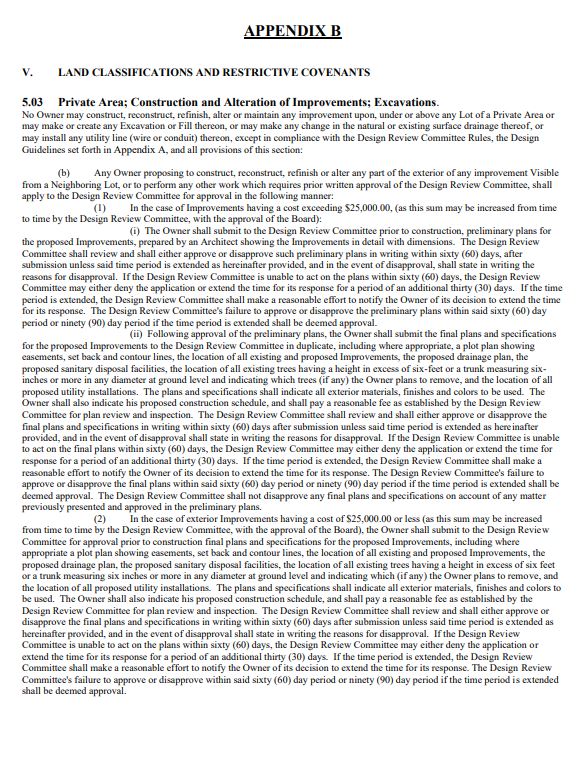 APPENDIX B
V. LAND CLASSIFICATIONS AND RESTRICTIVE COVENANTS
5.03 Private Area; Construction and Alteration of Improvements; Excavations.
No Owner may construct, reconstruct, refinish, alter or maintain any improvement upon, under or above any Lot of a Private Area or
may make or create any Excavation or Fill thereon, or may make any change in the natural or existing surface drainage thereof, or
may install any utility line (wire or conduit) thereon, except in compliance with the Design Review Committee Rules, the Design
Guidelines set forth in Appendix A, and all provisions of this section:
(b) Any Owner proposing to construct, reconstruct, refinish or alter any part of the exterior of any improvement Visible
from a Neighboring Lot, or to perform any other work which requires prior written approval of the Design Review Committee, shall
apply to the Design Review Committee for approval in the following manner:
(1) In the case of Improvements having a cost exceeding $25,000.00, (as this sum may be increased from time
to time by the Design Review Committee, with the approval of the Board):
(i) The Owner shall submit to the Design Review Committee prior to construction, preliminary plans for
the proposed Improvements, prepared by an Architect showing the Improvements in detail with dimensions. The Design Review
Committee shall review and shall either approve or disapprove such preliminary plans in writing within sixty (60) days, after
submission unless said time period is extended as hereinafter provided, and in the event of disapproval, shall state in writing the
reasons for disapproval. If the Design Review Committee is unable to act on the plans within sixty (60) days, the Design Review
Committee may either deny the application or extend the time for its response for a period of an additional thirty (30) days. If the time
period is extended, the Design Review Committee shall make a reasonable effort to notify the Owner of its decision to extend the time
for its response. The Design Review Committee's failure to approve or disapprove the preliminary plans within said sixty (60) day
period or ninety (90) day period if the time period is extended shall be deemed approval.
(ii) Following approval of the preliminary plans, the Owner shall submit the final plans and specifications
for the proposed Improvements to the Design Review Committee in duplicate, including where appropriate, a plot plan showing
easements, set back and contour lines, the location of all existing and proposed Improvements, the proposed drainage plan, the
proposed sanitary disposal facilities, the location of all existing trees having a height in excess of six-feet or a trunk measuring six-
inches or more in any diameter at ground level and indicating which trees (if any) the Owner plans to remove, and the location of all
proposed utility installations. The plans and specifications shall indicate all exterior materials, finishes and colors to be used. The
Owner shall also indicate his proposed construction schedule, and shall pay a reasonable fee as established by the Design Review
Committee for plan review and inspection. The Design Review Committee shall review and shall either approve or disapprove the
final plans and specifications in writing within sixty (60) days after submission unless said time period is extended as hereinafter
provided, and in the event of disapproval shall state in writing the reasons for disapproval. If the Design Review Committee is unable
to act on the final plans within sixty (60) days, the Design Review Committee may either deny the application or extend the time for
response for a period of an additional thirty (30) days. If the time period is extended, the Design Review Committee shall make a
reasonable effort to notify the Owner of its decision to extend the time for its response. The Design Review Committee's failure to
approve or disapprove the final plans within said sixty (60) day period or ninety (90) day period if the time period is extended shall be
deemed approval. The Design Review Committee shall not disapprove any final plans and specifications on account of any matter
previously presented and approved in the preliminary plans.
(2) In the case of exterior Improvements having a cost of $25,000.00 or less (as this sum may be increased
from time to time by the Design Review Committee, with the approval of the Board), the Owner shall submit to the Design Review
Committee for approval prior to construction final plans and specifications for the proposed Improvements, including where
appropriate a plot plan showing easements, set back and contour lines, the location of all existing and proposed Improvements, the
proposed drainage plan, the proposed sanitary disposal facilities, the location of all existing trees having a height in excess of six feet
or a trunk measuring six inches or more in any diameter at ground level and indicating which (if any) the Owner plans to remove, and
the location of all proposed utility installations. The plans and specifications shall indicate all exterior materials, finishes and colors to
be used. The Owner shall also indicate his proposed construction schedule, and shall pay a reasonable fee as established by the
Design Review Committee for plan review and inspection. The Design Review Committee shall review and shall either approve or
disapprove the final plans and specifications in writing within sixty (60) days after submission unless said time period is extended as
hereinafter provided, and in the event of disapproval shall state in writing the reasons for disapproval. If the Design Review
Committee is unable to act on the plans within sixty (60) days, the Design Review Committee may either deny the application or
extend the time for its response for a period of an additional thirty (30) days. If the time period is extended, the Design Review
Committee shall make a reasonable effort to notify the Owner of its decision to extend the time for its response. The Design Review
Committee's failure to approve or disapprove within said sixty (60) day period or ninety (90) day period if the time period is extended
shall be deemed approval.